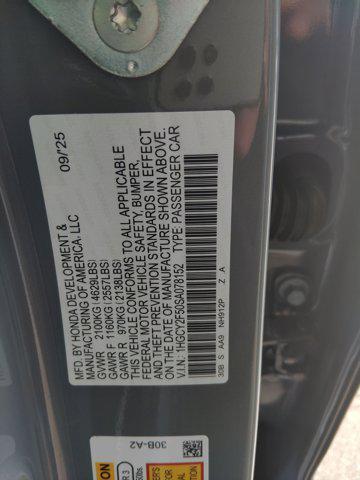 MFD. BY HONDA DEVELOPMENT &
MANUFACTURING OF AMERICA, LLC
09/'25
GVWR 2100KG(4629LBS)
GAWR F 1160KG(2557LBS)
GAWR R 970KG(2138LBS)
THIS VEHICLE CONFORMS TO ALL APPLICABLE
FEDERAL MOTOR VEHICLE SAFETY, BUMPER,
AND THEFT PREVENTION STANDARDS IN EFFECT
ON THE DATE OF MANUFACTURE SHOWN ABOVE.
V.I.N.: 1HGCY2F50SA078152 TYPE: PASSENGER CAR
30B S AA9 NH912P Z A
30B-A2